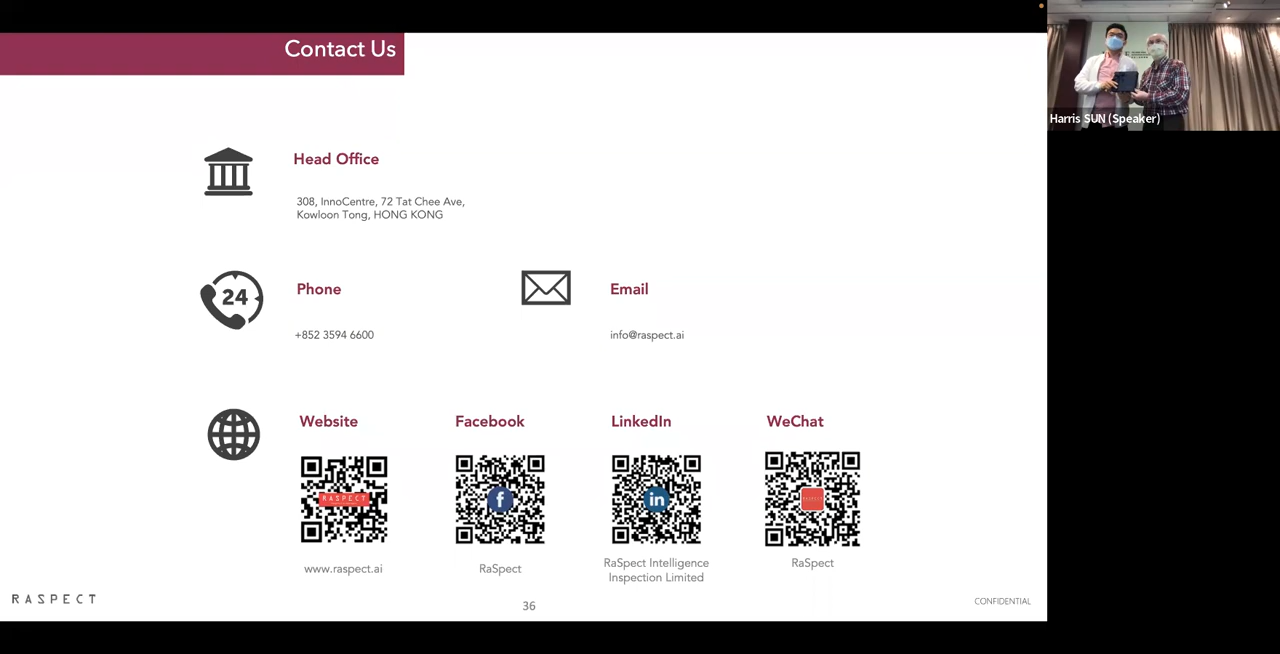 Contact Us
Harris SUN (Speaker)
Head Office
308, InnoCentre, 72 Tat Chee Ave,
Kowloon Tong, HONG KONG
24
Phone
Email
+852 3594 6600
info@raspect.ai
Website
Facebook
LinkedIn
WeChat
RASPECT
f
in
www.raspect.ai
RaSpect
RaSpect Intelligence
Inspection Limited
RaSpect
RASPECT
36
CONFIDENTIAL